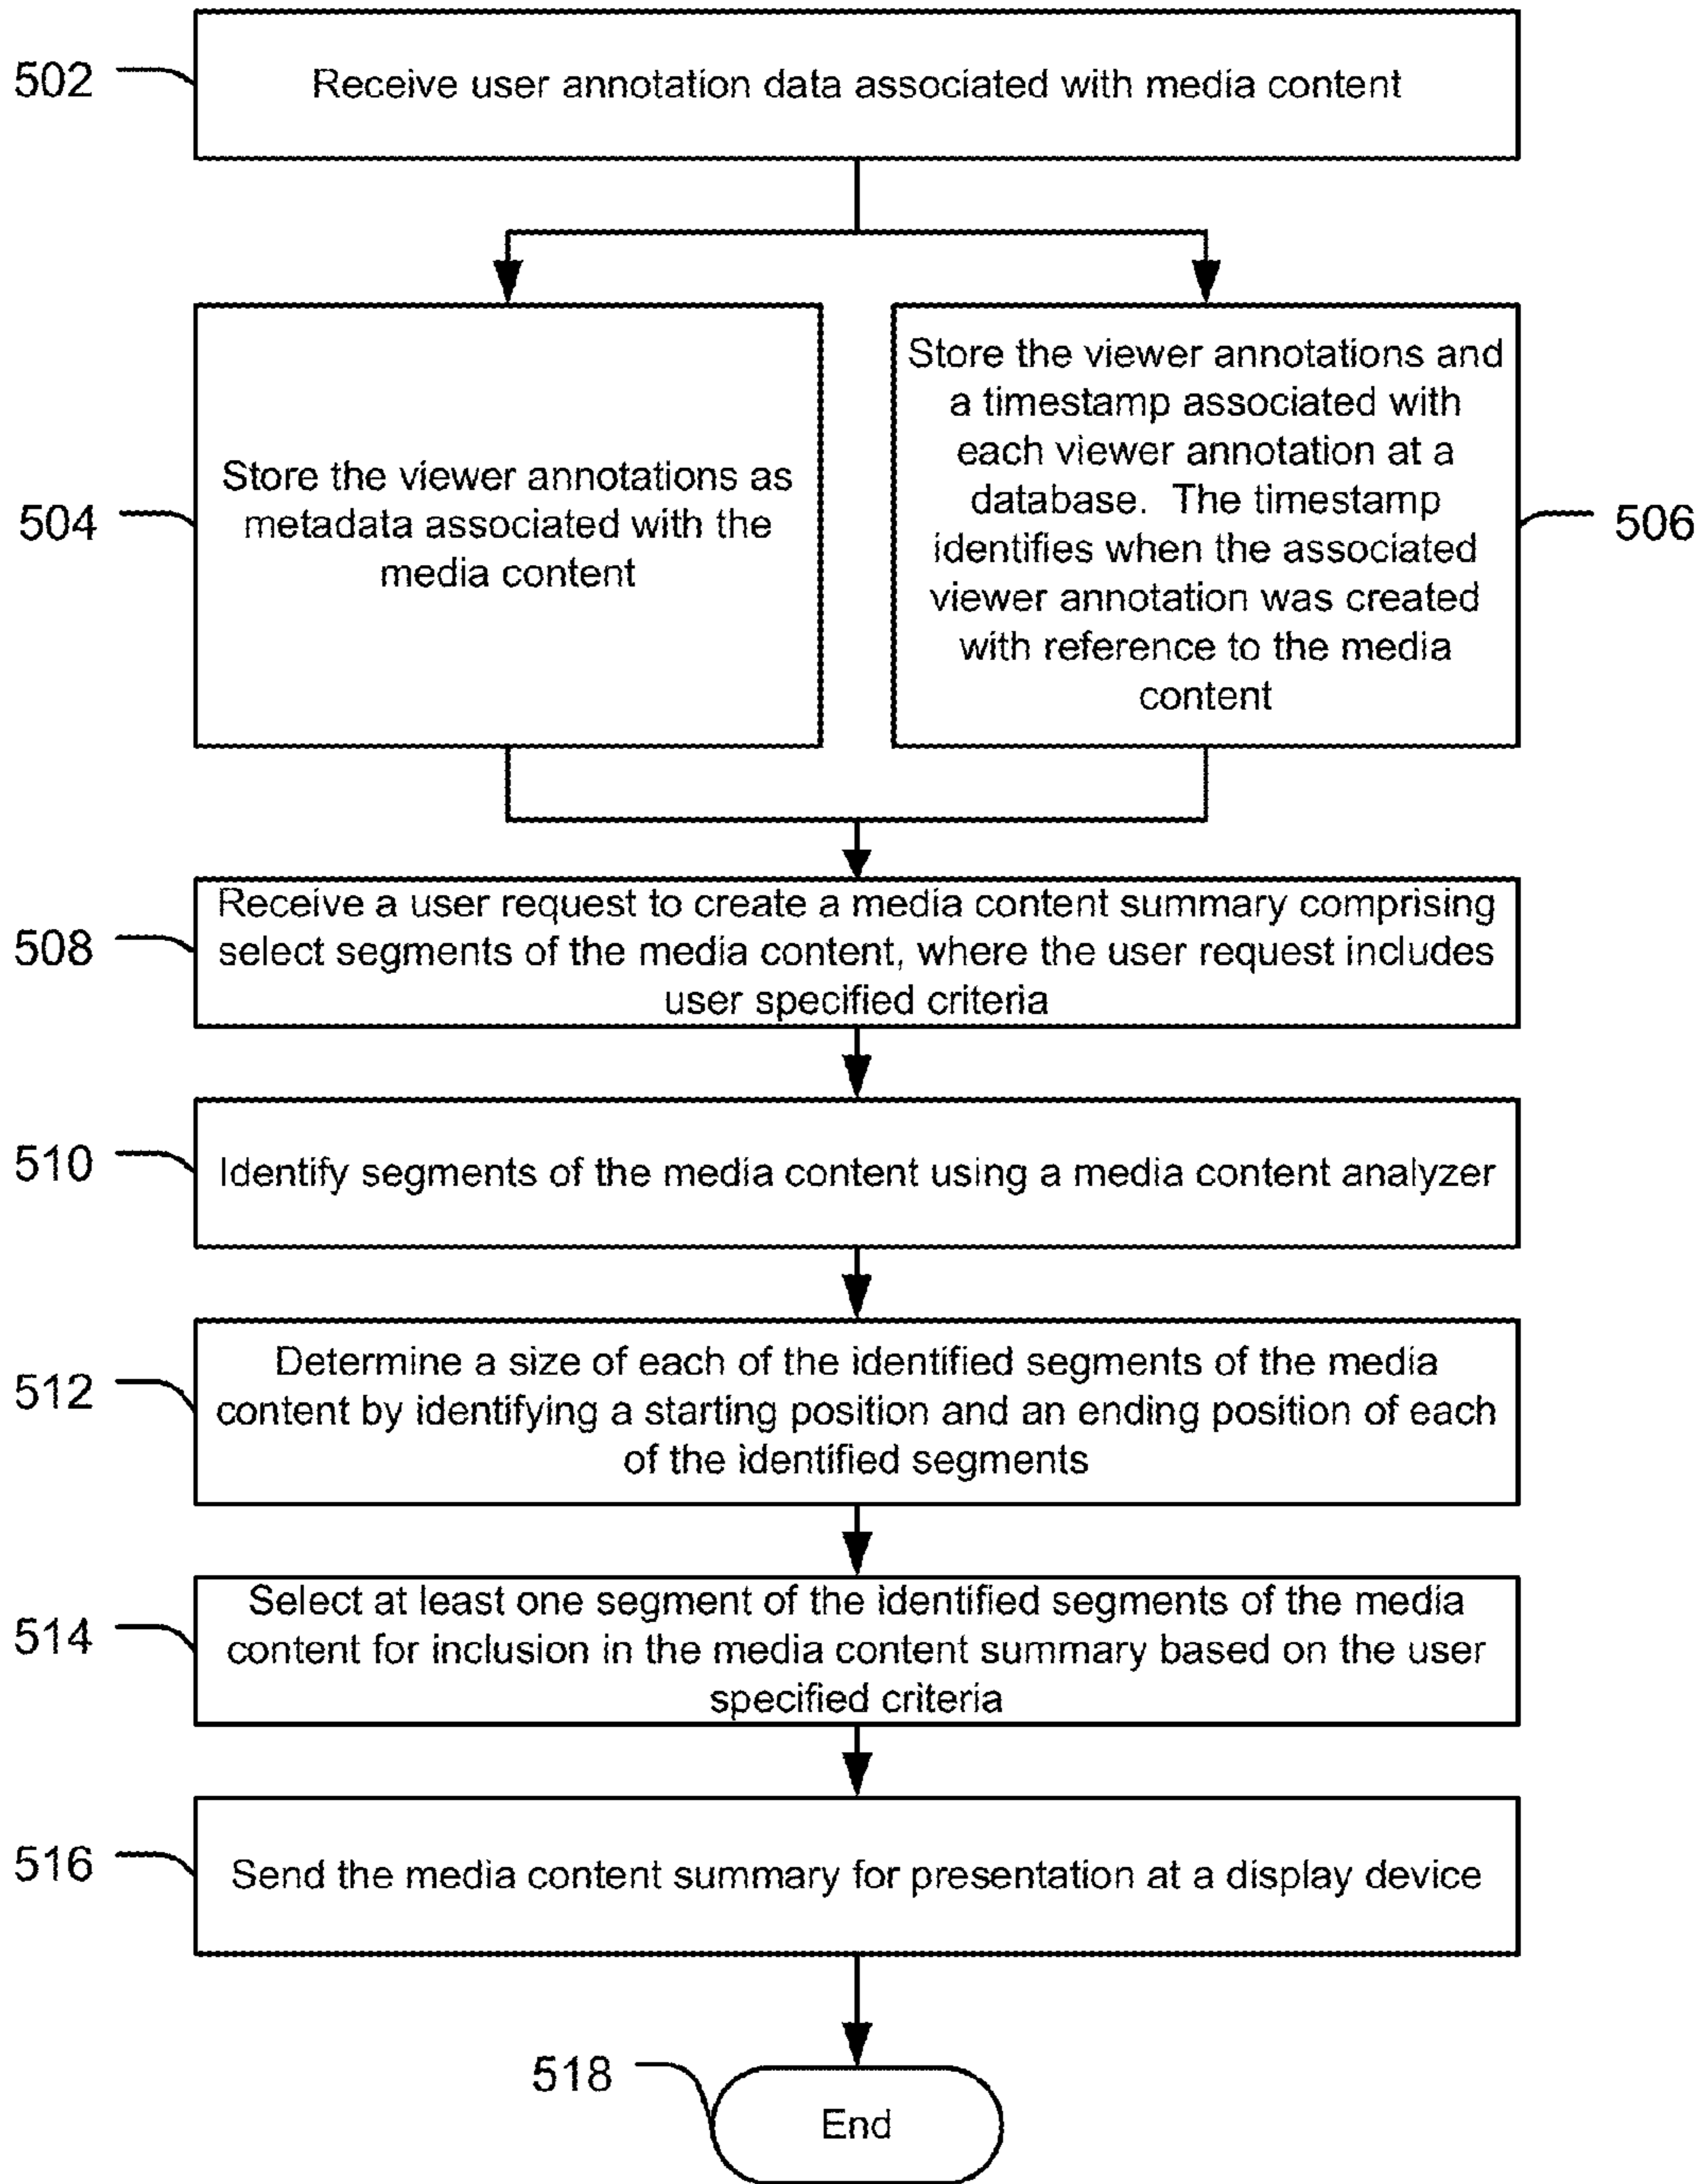 502
Receive user annotation data associated with media content
504
Store the viewer annotations as
metadata associated with the
media content
Store the viewer annotations and
a timestamp associated with
each viewer annotation at a
database.  The timestamp
identifies when the associated
viewer annotation was created
with reference to the media
content
506
508
Receive a user request to create a media content summary comprising
select segments of the media content, where the user request includes
user specified criteria
510
Identify segments of the media content using a media content analyzer
512
Determine a size of each of the identified segments of the media
content by identifying a starting position and an ending position of each
of the identified segments
514
Select at least one segment of the identified segments of the media
content for inclusion in the media content summary based on the user
specified criteria
516
Send the media content summary for presentation at a display device
518
End